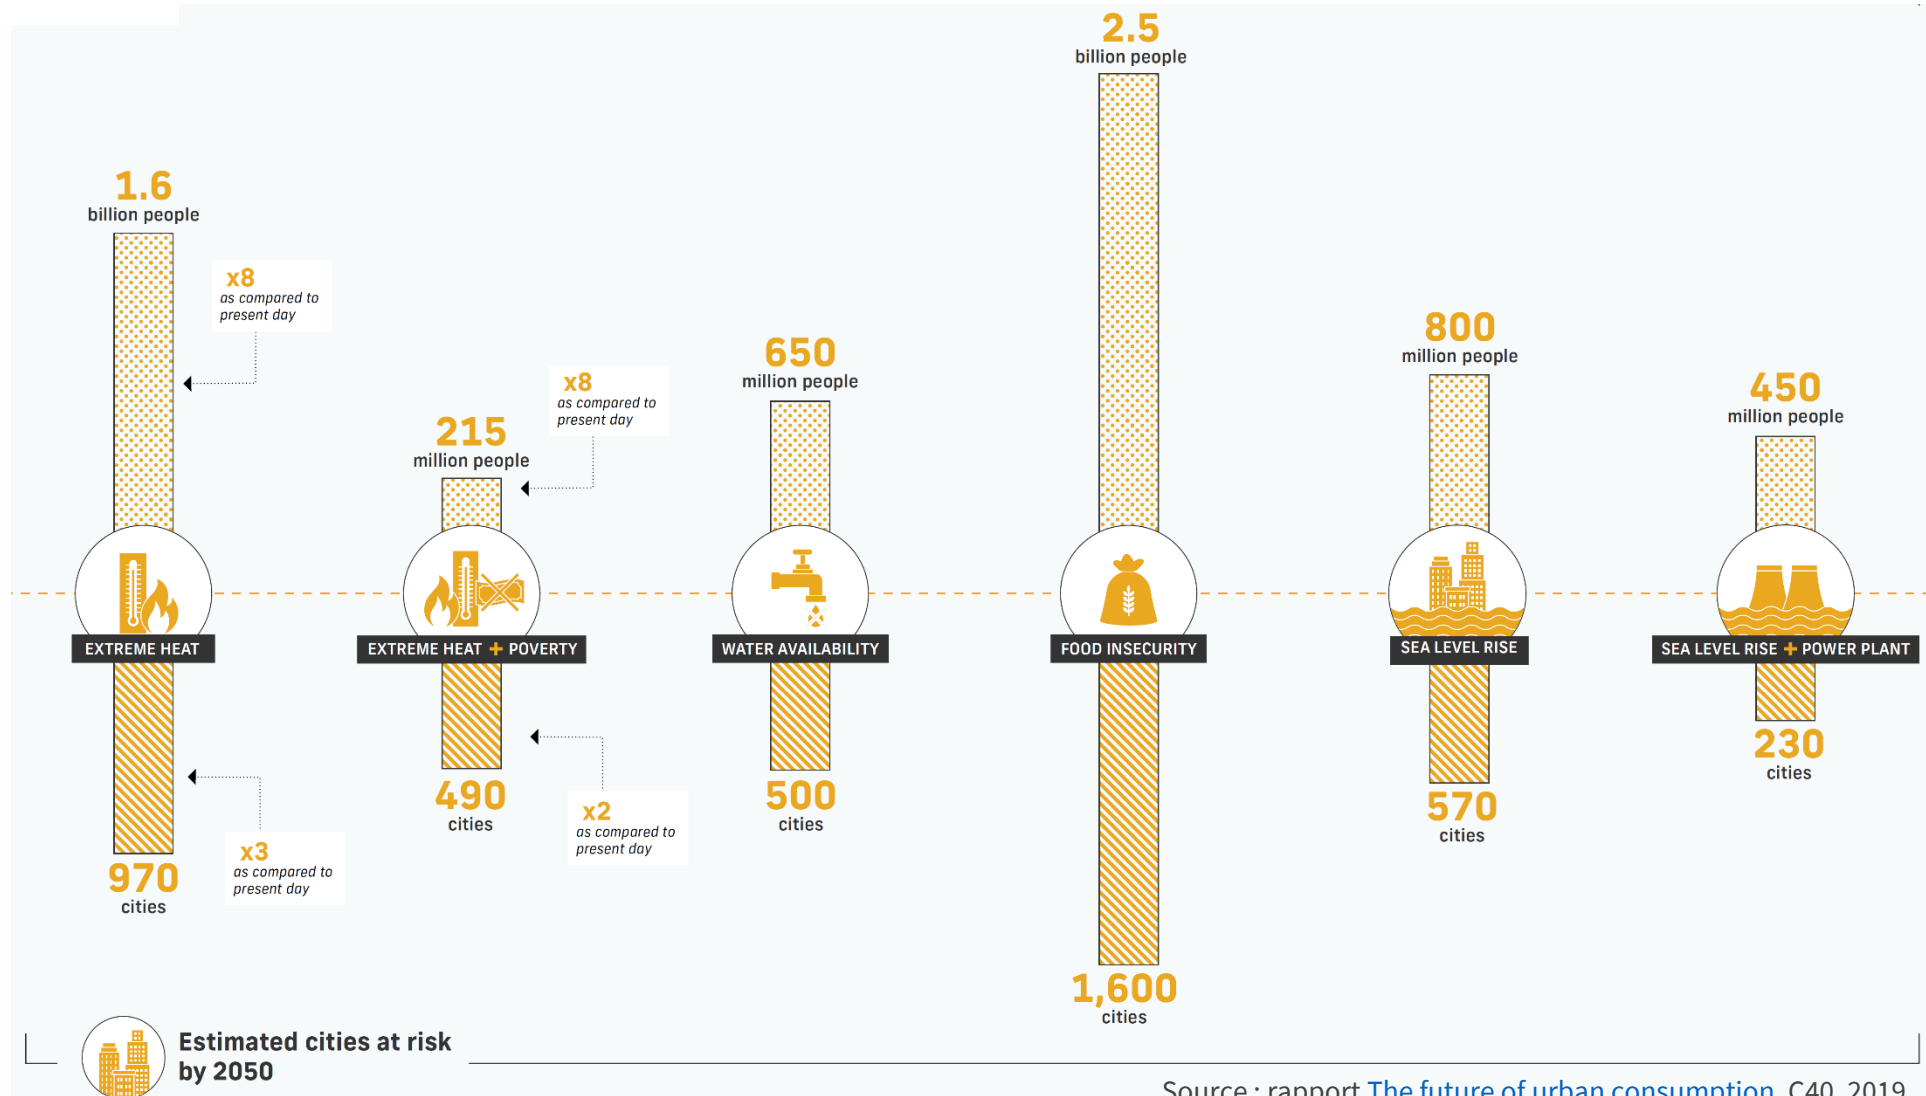 1.6
billion people
x8
as compared to
present day
EXTREME HEAT
x3
as compared to
present day
970
cities
215
million people
x8
as compared to
present day
EXTREME HEAT + POVERTY
x2
as compared to
present day
490
cities
650
million people
WATER AVAILABILITY
500
cities
2.5
billion people
FOOD INSECURITY
1,600
cities
800
million people
SEA LEVEL RISE
570
cities
450
million people
SEA LEVEL RISE + POWER PLANT
230
cities
Estimated cities at risk
by 2050
Source : rapport The future of urban consumption, C40, 2019